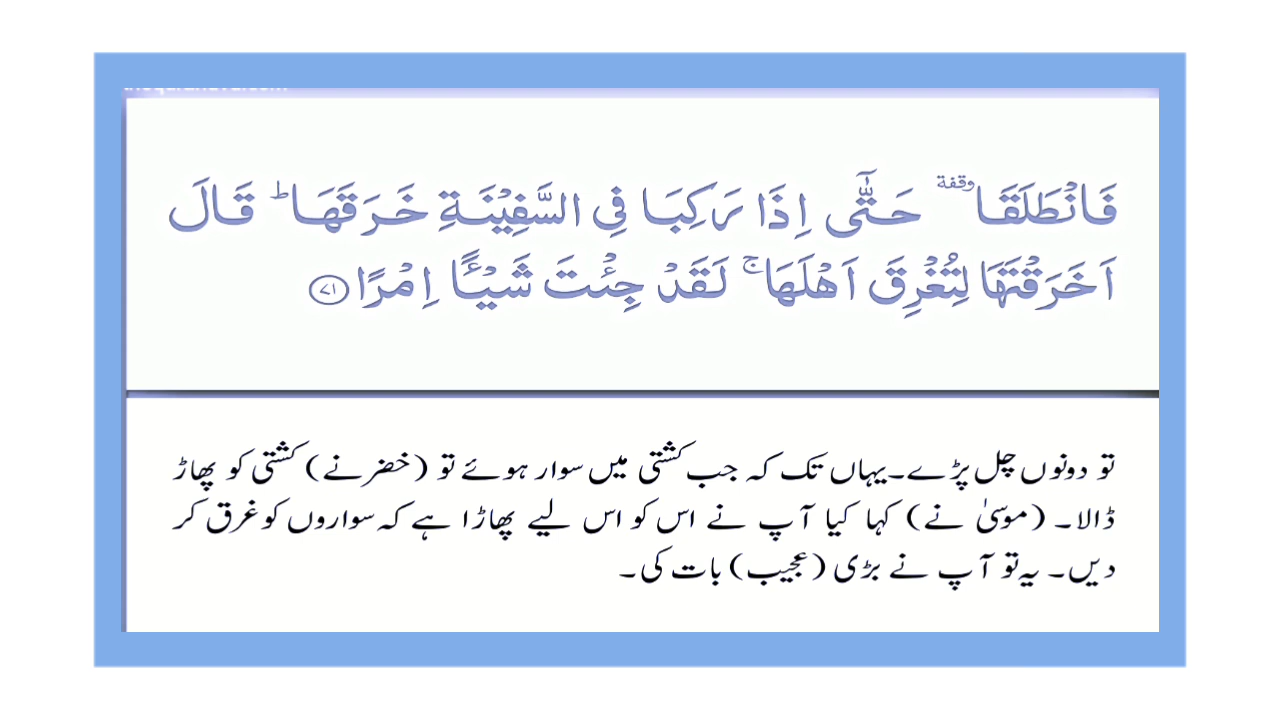 فَانْطَلَقَا ۥوقفة حَتّٰۤى اِذَا رَكِبَا فِى السَّفِيْنَةِ خَرَقَهَا ؕ قَالَ
اَخَرَقْتَهَا لِتُغْرِقَ اَهْلَهَا ۚ لَقَدْ جِئْتَ شَيْـًٔـا اِمْرًا ﴿۷۱﴾
تو دونوں چل پڑے۔یہاں تک کہ جب کشتی میں سوار ہوئے تو (خضر نے) کشتی کو پھاڑ
ڈالا۔ (موسیٰ نے) کہا کیا آپ نے اس کو اس لیے پھاڑا ہے کہ سواروں کو غرق کر
دیں۔ یہ تو آپ نے بڑی (عجیب) بات کی۔